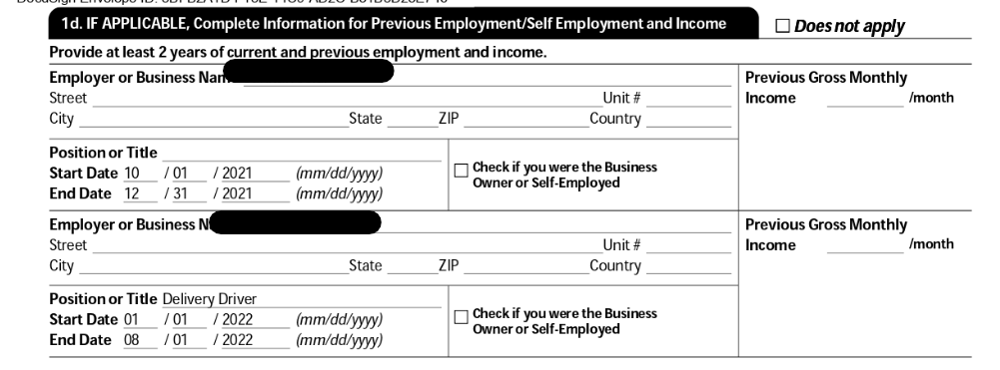 1d. IF APPLICABLE, Complete Information for Previous Employment/Self Employment and Income
Does not apply
Provide at least 2 years of current and previous employment and income.
Employer or Business Nam
Previous Gross Monthly
Street Unit # Income /month
City State ZIP Country
Position or Title
Start Date 10 / 01 / 2021 (mm/dd/yyyy)
End Date 12 / 31 / 2021 (mm/dd/yyyy)
Check if you were the Business
Owner or Self-Employed
Employer or Business N
Previous Gross Monthly
Street Unit # Income /month
City State ZIP Country
Position or Title Delivery Driver
Start Date 01 / 01 / 2022 (mm/dd/yyyy)
End Date 08 / 01 / 2022 (mm/dd/yyyy)
Check if you were the Business
Owner or Self-Employed